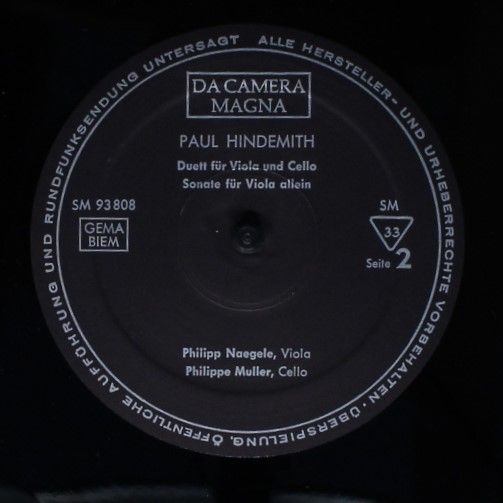 ALLE HERSTELLER- UND URHEBERRECHTE VORBEHALTEN · ÜBERSPIELUNG, ÖFFENTLICHE AUFFÜHRUNG UND RUNDFUNKSENDUNG UNTERSAGT
DA CAMERA
MAGNA
PAUL HINDEMITH
Duett für Viola und Cello
Sonate für Viola allein
SM 93808
GEMA
BIEM
SM
33
Seite 2
Philipp Naegele, Viola
Philippe Muller, Cello